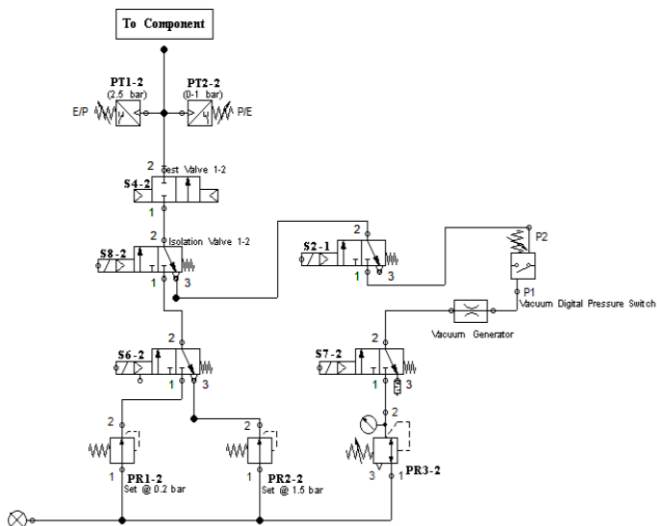 To Component
PT1-2 PT2-2
(2.5 bar) (0-1 bar)
E/P P/E
2 Test Valve 1-2
S4-2
1
2 Isolation Valve 1-2
S8-2
1 3
2
S2-1
1 3
P2
P1
Vacuum Digital Pressure Switch
Vacuum Generator
2
S6-2
1 3
2
S7-2
1 3
2
1
PR1-2
Set @ 0.2 bar
2
1
PR2-2
Set @ 1.5 bar
2
3 1
PR3-2